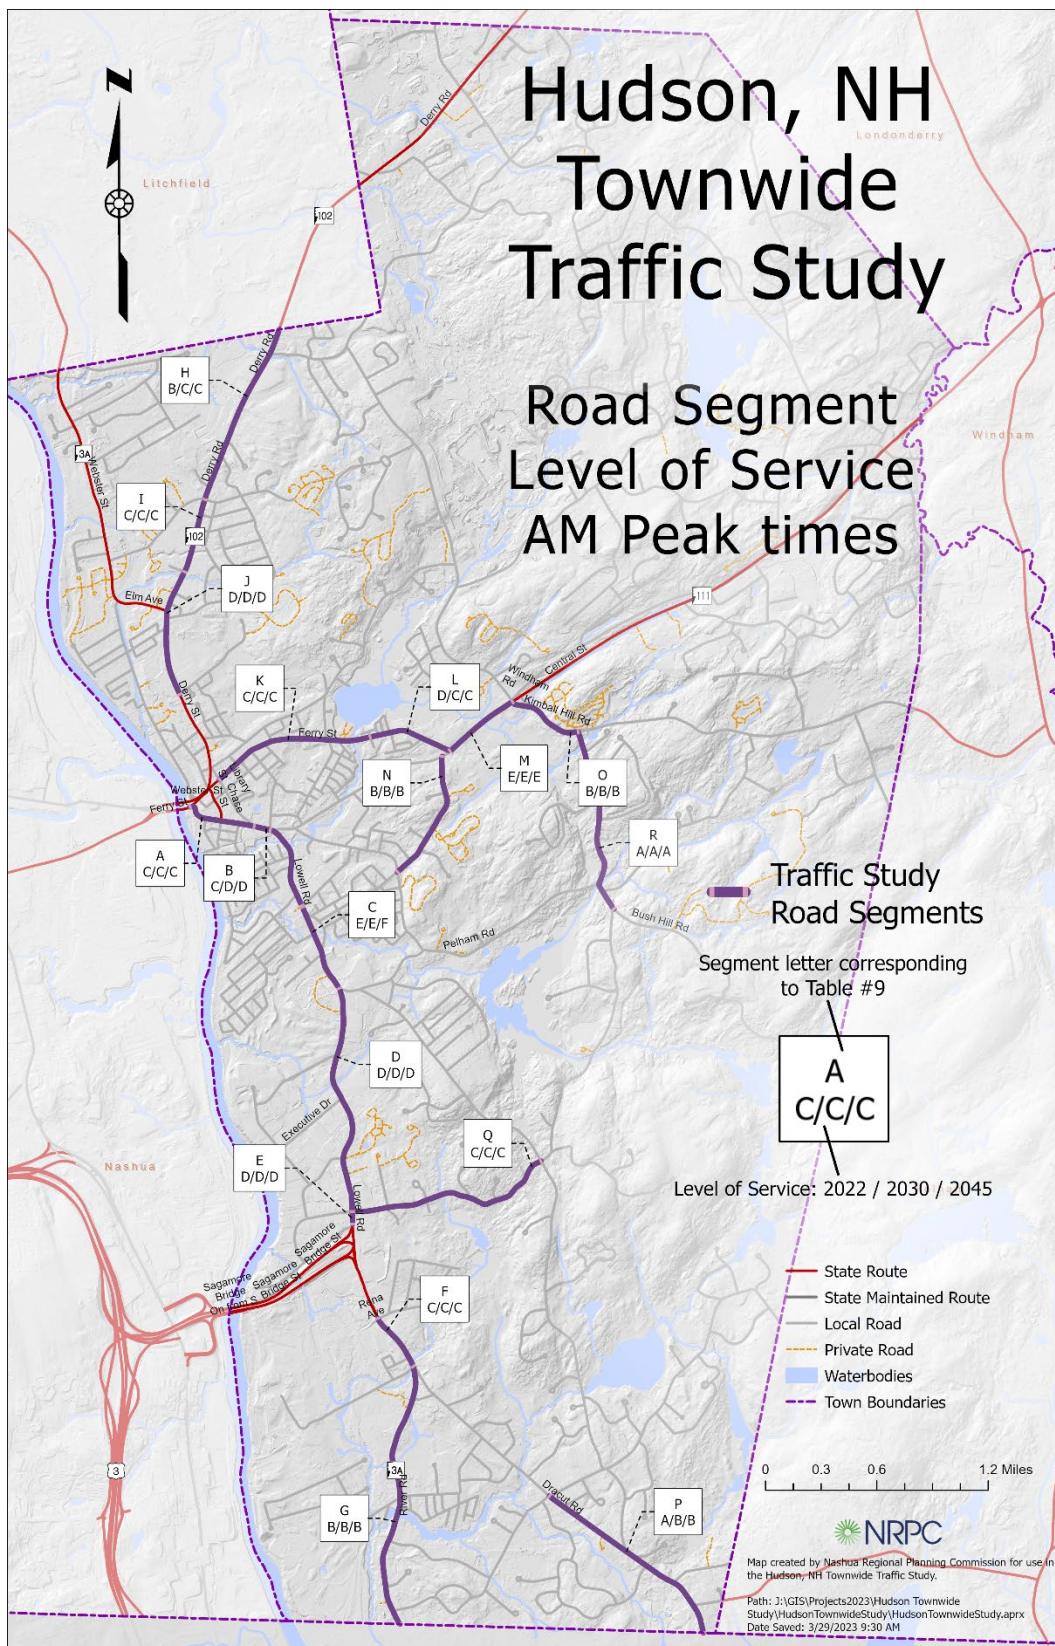 Hudson, NH
Townwide
Traffic Study
Road Segment
Level of Service
AM Peak times
Z
Londonderry
Litchfield
Windham
Nashua
Derry Rd
102
Derry Rd
H
B/C/C
Derry Rd
3A
Webster St
I
C/C/C
102
J
D/D/D
Elm Ave
111
Central St
Windham
Rd
Kimball Hill Rd
K
C/C/C
L
D/C/C
Derry St
Ferry St
M
E/E/E
N
B/B/B
O
B/B/B
Library
St
Chase
St
Webster St
Ferry St
R
A/A/A
A
C/C/C
B
C/D/D
Lowell Rd
C
E/E/F
Bush Hill Rd
Pelham Rd
Traffic Study
Road Segments
Segment letter corresponding
to Table #9
A
C/C/C
Level of Service: 2022 / 2030 / 2045
D
D/D/D
Executive Dr
Q
C/C/C
E
D/D/D
Lowell Rd
Sagamore
Bridge St
Sagamore
Bridge
Sagamore
S. Bridge St
Rena
Ave
F
C/C/C
State Route
State Maintained Route
Local Road
Private Road
Waterbodies
Town Boundaries
3
3A
River Rd
G
B/B/B
Dracut Rd
P
A/B/B
0 0.3 0.6 1.2 Miles
NRPC
Map created by Nashua Regional Planning Commission for use in
the Hudson, NH Townwide Traffic Study.
Path: J:\GIS\Projects2023\Hudson Townwide
Study\HudsonTownwideStudy\HudsonTownwideStudy.aprx
Date Saved: 3/29/2023 9:30 AM